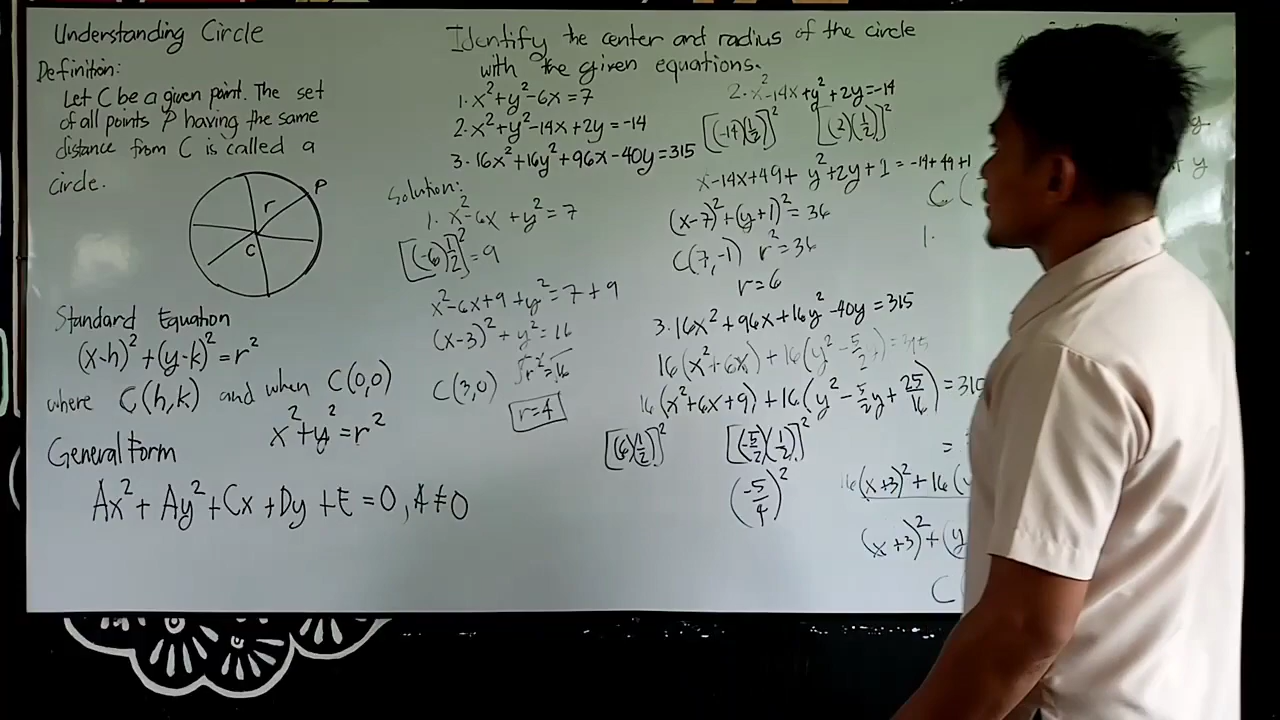 Understanding Circle
Definition:
Let C be a given point. The set
of all points P having the same
distance from C is called a
circle.
P
r
C
Standard Equation
(x-h)² + (y-k)² = r²
where C(h,k) and when C(0,0)
x² + y² = r²
General Form
Ax² + Ay² + Cx + Dy + E = 0, A ≠ 0
Identify the center and radius of the circle
with the given equations.
1. x² + y² - 6x = 7
2. x² + y² - 14x + 2y = -14
3. 16x² + 16y² + 96x - 40y = 315
Solution:
1. x² - 6x + y² = 7
[(-6)(1/2)]² = 9
x² - 6x + 9 + y² = 7 + 9
(x-3)² + y² = 16
C(3,0) √r² = √16
r = 4
2. x² - 14x + y² + 2y = -14
[(-14)(1/2)]² [(2)(1/2)]²
x - 14x + 49 + y² + 2y + 1 = -14 + 49 + 1
(x-7)² + (y+1)² = 36
C(7,-1) r² = 36
r = 6
3. 16x² + 96x + 16y² - 40y = 315
16(x² + 6x) + 16(y² - 5/2 y) = 315
16(x² + 6x + 9) + 16(y² - 5/2 y + 25/16) = 310
[(6)(1/2)]² [(-5/2)(1/2)]²
(-5/4)²
=
16(x+3)² + 16(y
(x+3)² + (y
C(
C(
1.
y